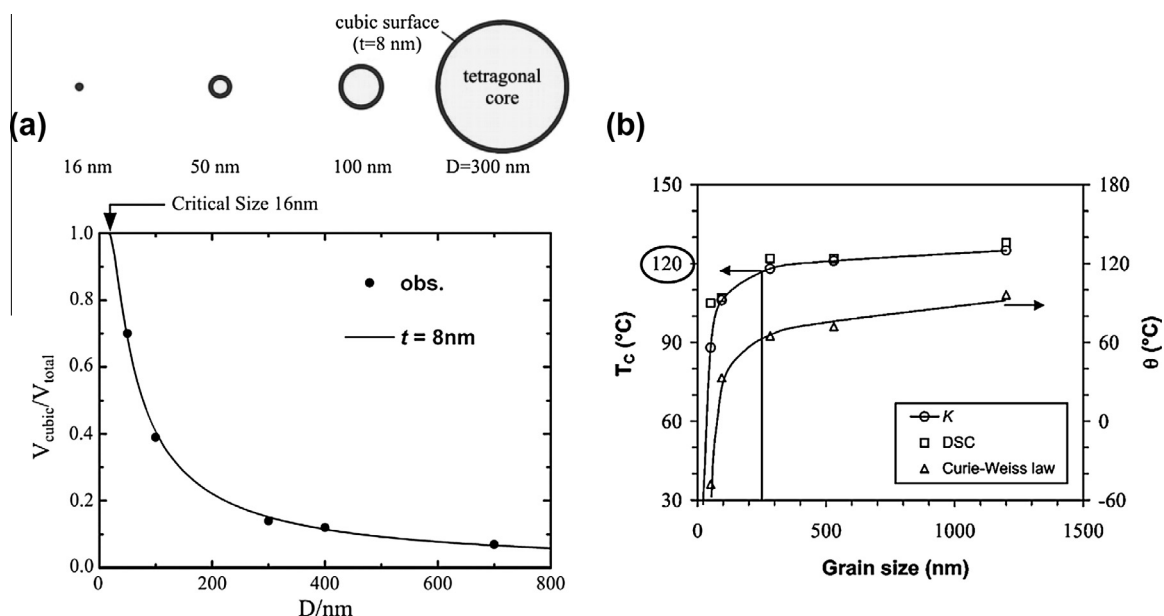 cubic surface
(t=8 nm)
tetragonal
core
(a)
16 nm
50 nm
100 nm
D=300 nm
Critical Size 16nm
1.0
0.8
0.6
0.4
0.2
0.0
V_cubic/V_total
obs.
t = 8nm
0
200
400
600
800
D/nm
(b)
150
120
90
60
30
T_C (°C)
180
120
60
0
-60
θ (°C)
K
DSC
Curie-Weiss law
0
500
1000
1500
Grain size (nm)